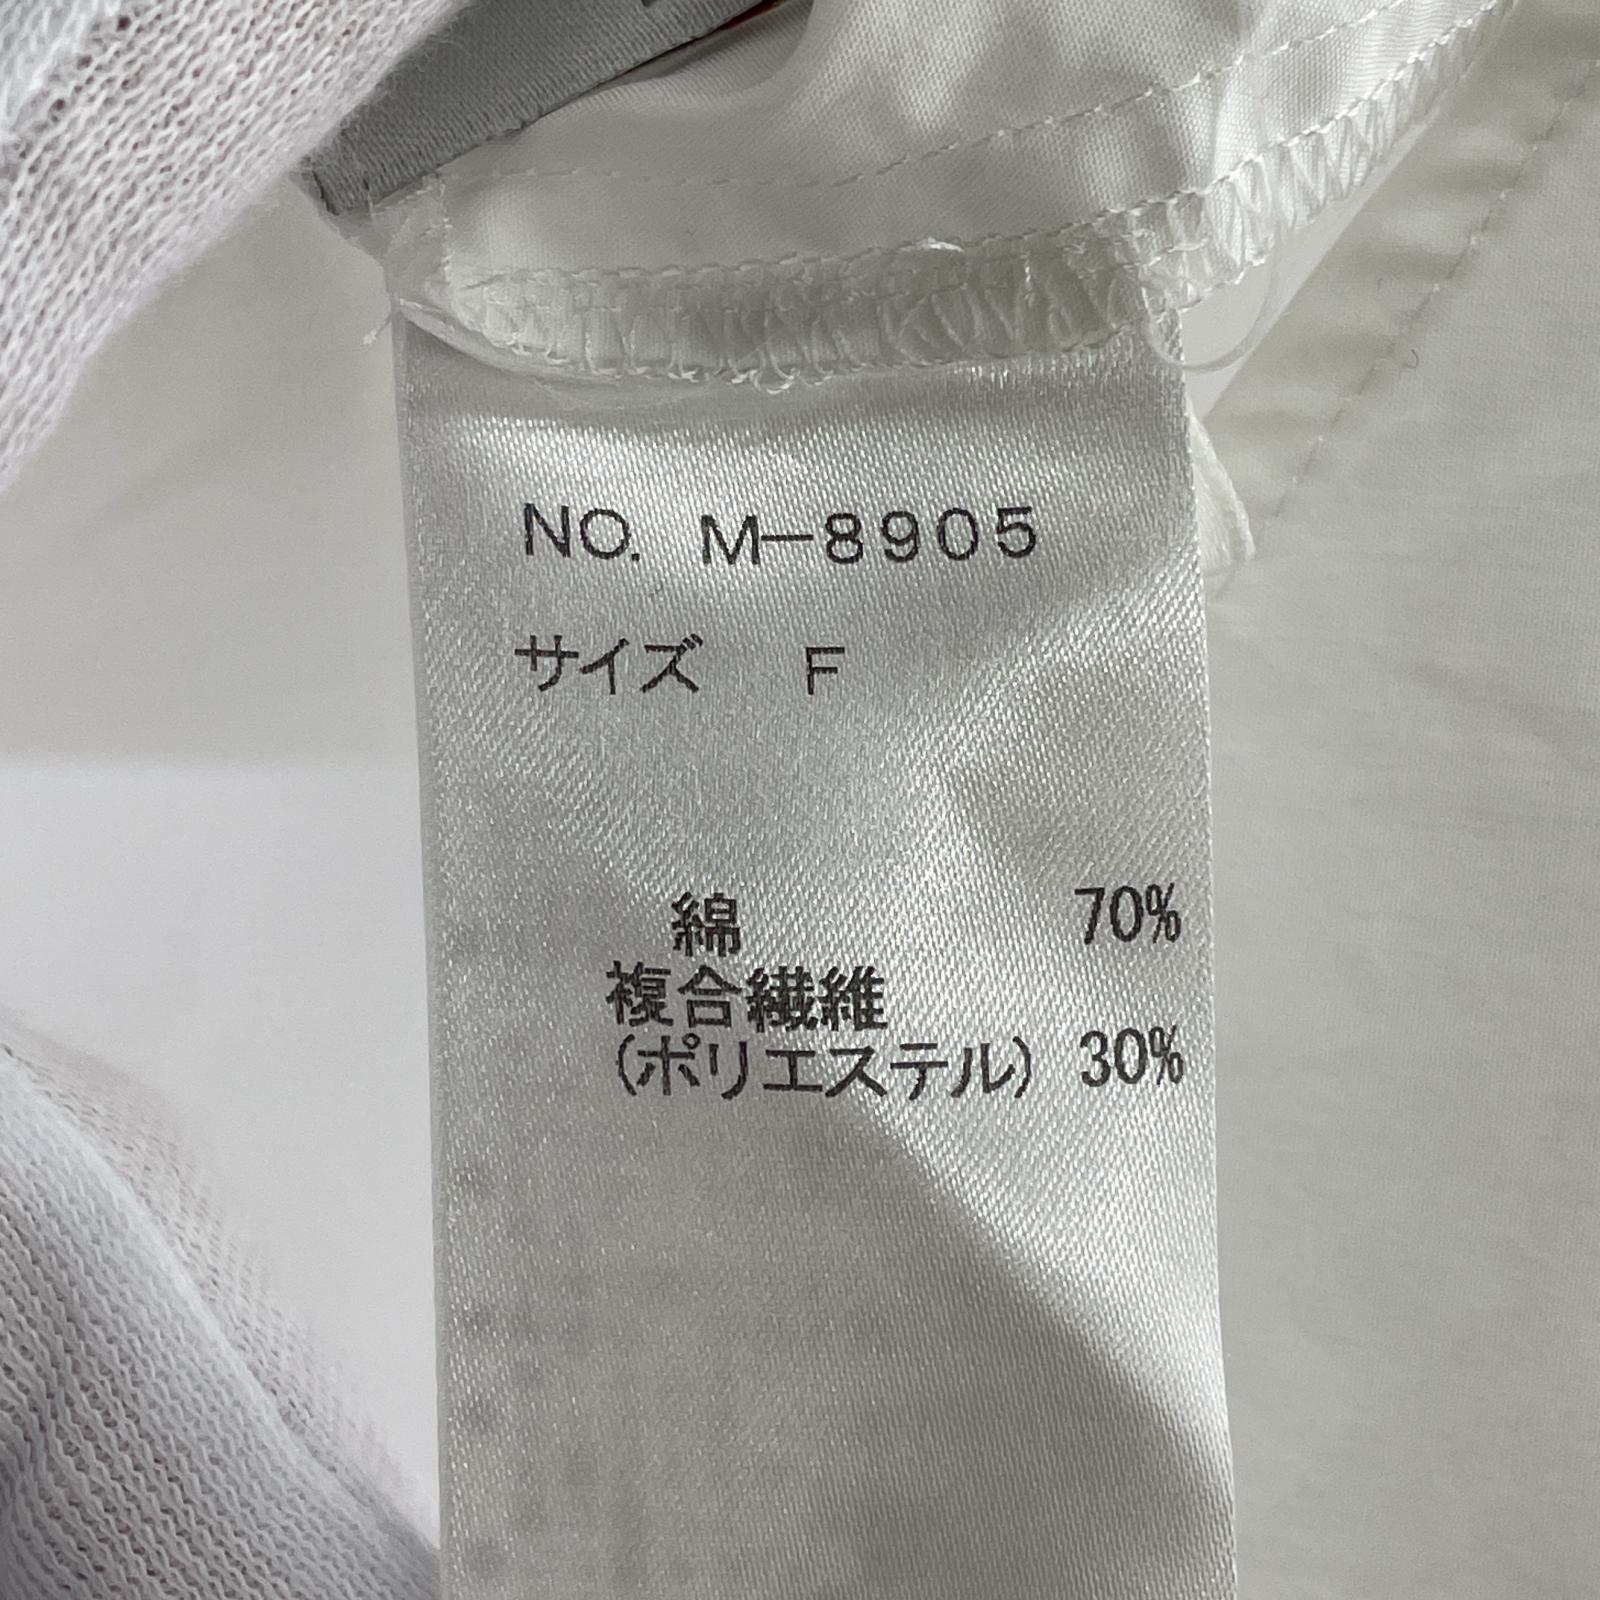 NO. M-8905
サイズ F
綿 70%
複合繊維
(ポリエステル) 30%